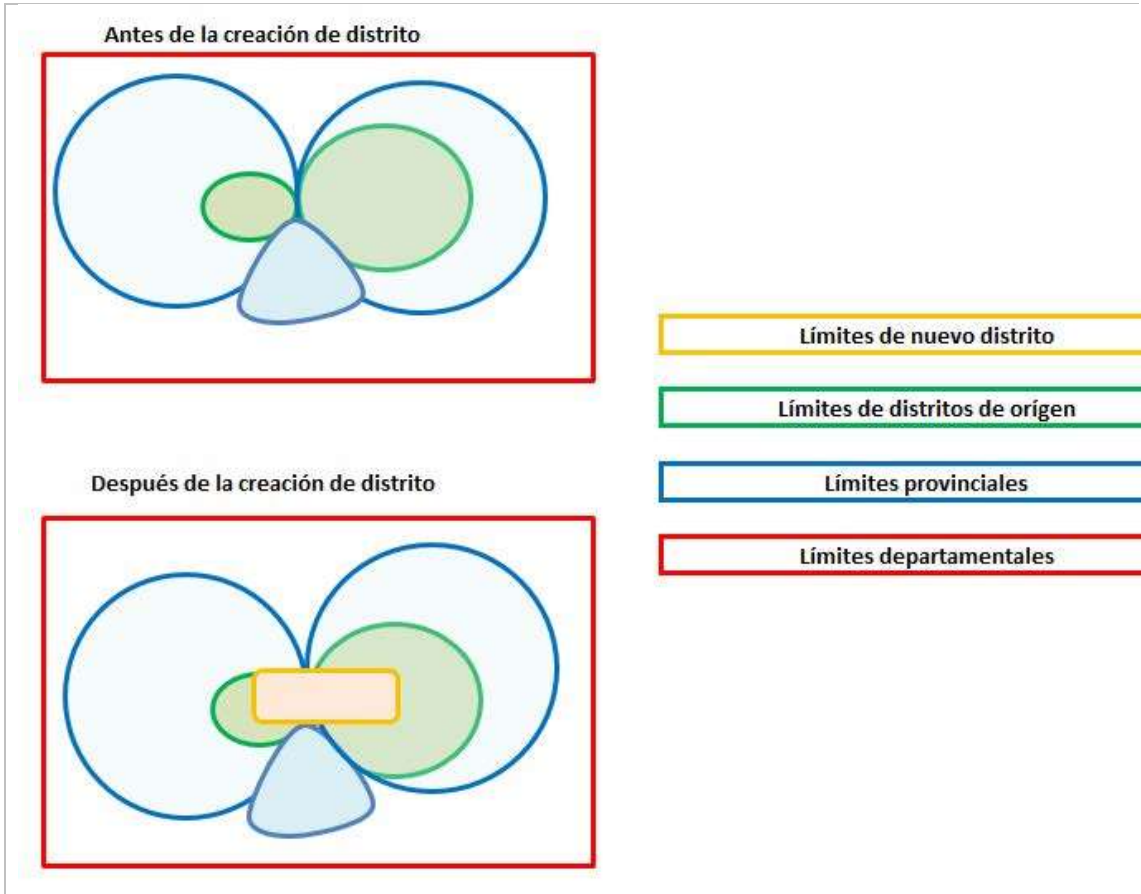 Antes de la creación de distrito
Límites de nuevo distrito
Límites de distritos de orígen
Límites provinciales
Límites departamentales
Después de la creación de distrito